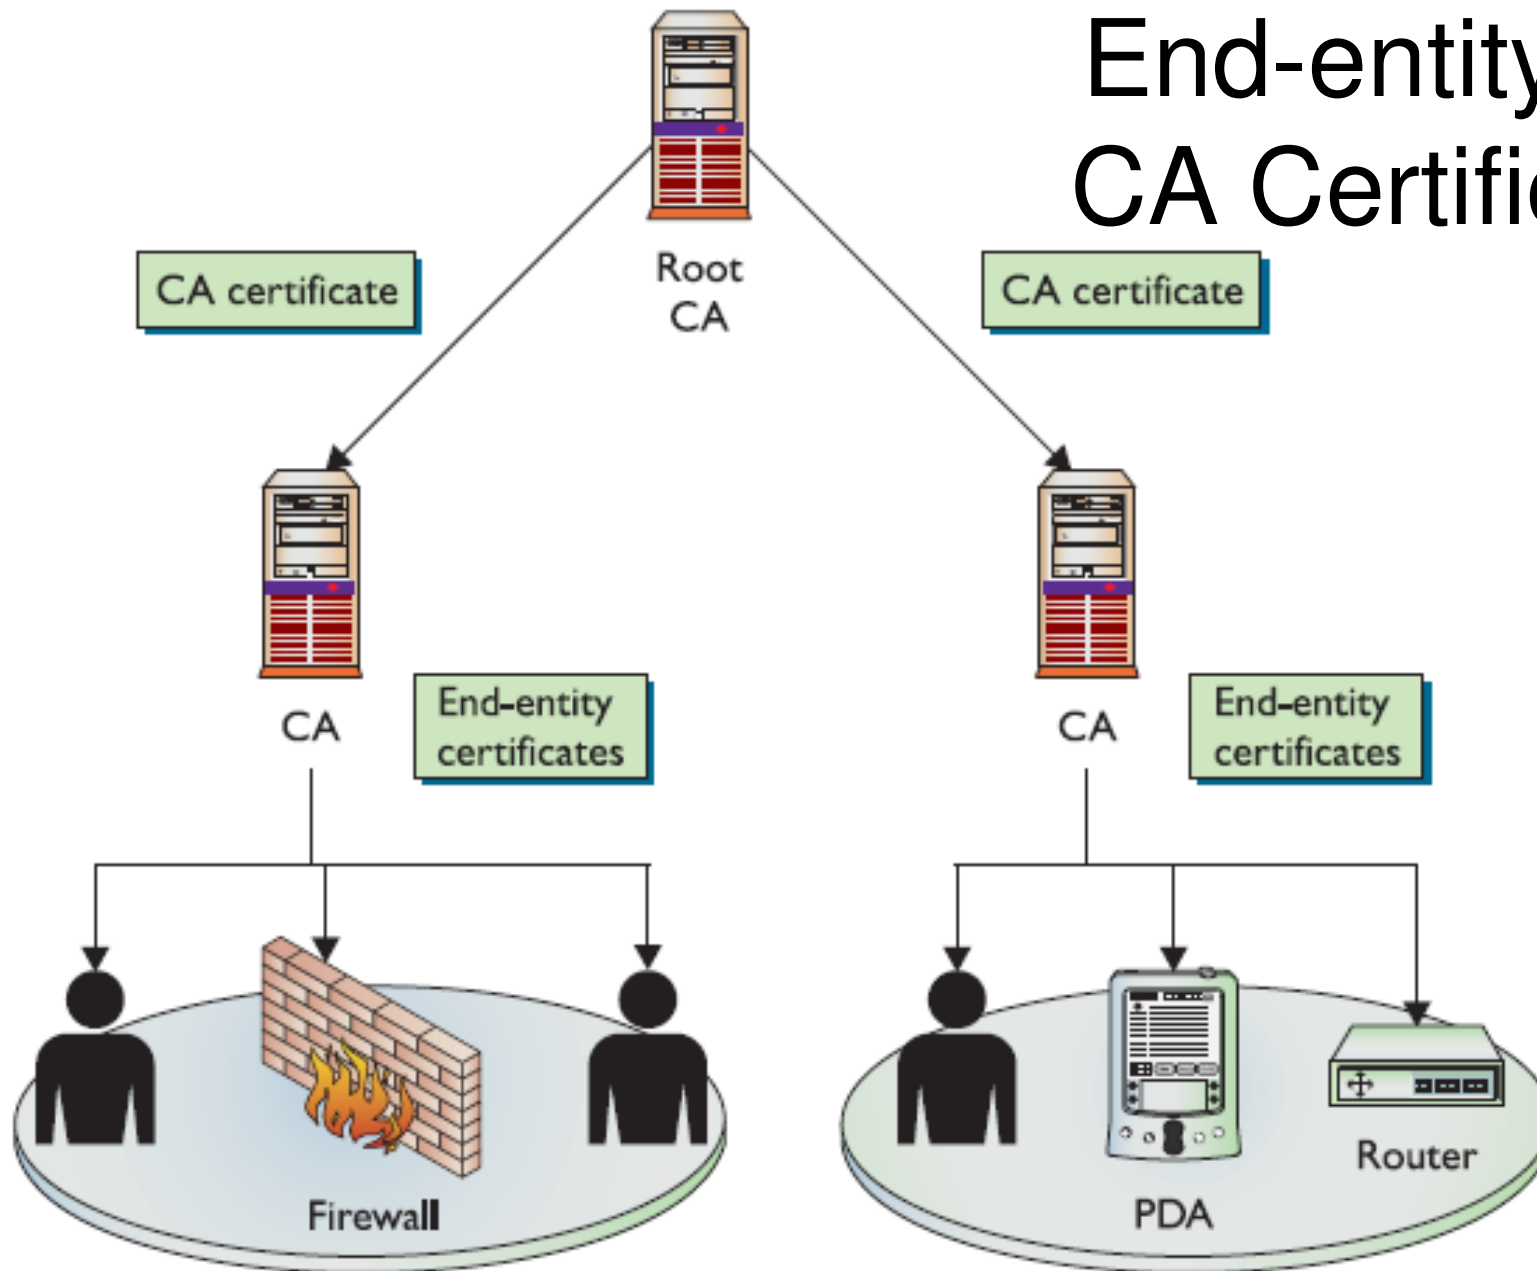 End-entity
CA Certific
Root
CA
CA certificate
CA certificate
CA
End-entity
certificates
CA
End-entity
certificates
Firewall
PDA
Router